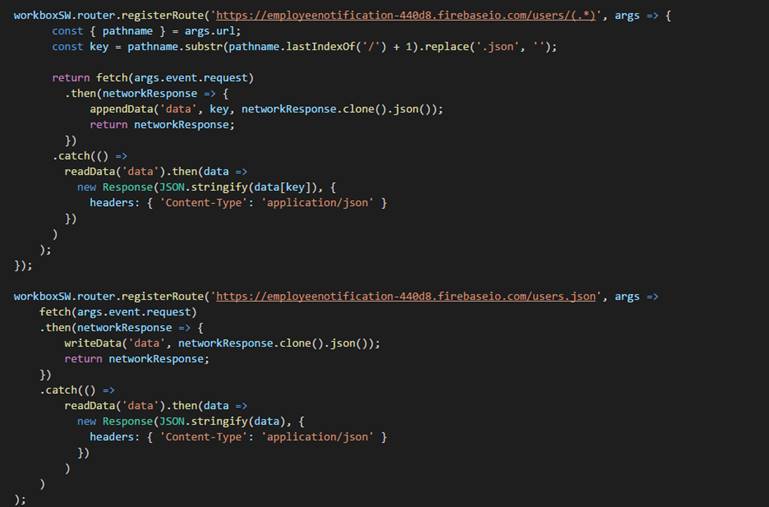 workboxSW.router.registerRoute('https://employeenotification-440d8.firebaseio.com/users/(.*)', args => {
const { pathname } = args.url;
const key = pathname.substr(pathname.lastIndexOf('/') + 1).replace('.json', '');
return fetch(args.event.request)
.then(networkResponse => {
appendData('data', key, networkResponse.clone().json());
return networkResponse;
})
.catch(() =>
readData('data').then(data =>
new Response(JSON.stringify(data[key]), {
headers: { 'Content-Type': 'application/json' }
})
)
);
});
workboxSW.router.registerRoute('https://employeenotification-440d8.firebaseio.com/users.json', args =>
fetch(args.event.request)
.then(networkResponse => {
writeData('data', networkResponse.clone().json());
return networkResponse;
})
.catch(() =>
readData('data').then(data =>
new Response(JSON.stringify(data), {
headers: { 'Content-Type': 'application/json' }
})
)
)
);